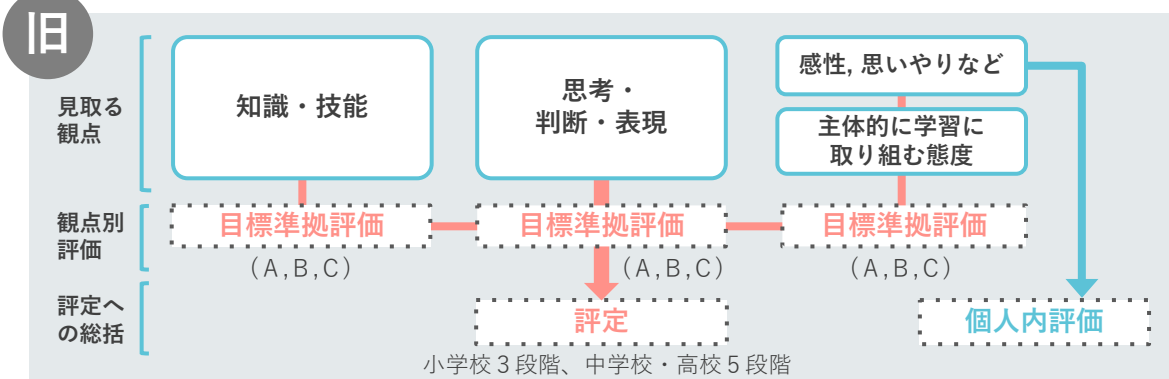 旧
見取る
観点
知識・技能
思考・
判断・表現
感性, 思いやりなど
主体的に学習に
取り組む態度
観点別
評価
目標準拠評価
目標準拠評価
目標準拠評価
(A,B,C)
(A,B,C)
(A,B,C)
評定へ
の総括
評定
個人内評価
小学校3段階、中学校・高校5段階